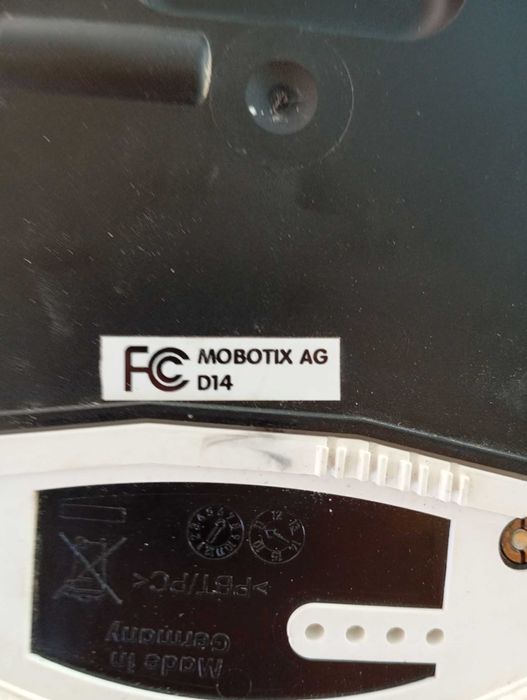 FC MOBOTIX AG
D14
>PBT/PC<
Made in
Germany